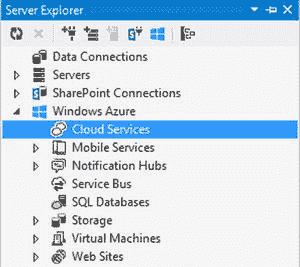 Server Explorer
Data Connections
Servers
SharePoint Connections
Windows Azure
Cloud Services
Mobile Services
Notification Hubs
Service Bus
SQL Databases
Storage
Virtual Machines
Web Sites